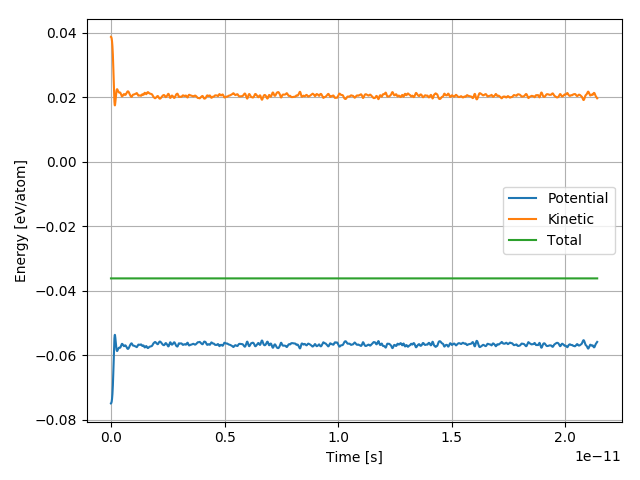 Energy [eV/atom]
0.04
0.02
0.00
−0.02
−0.04
−0.06
−0.08
Potential
Kinetic
Total
0.0 0.5 1.0 1.5 2.0
1e−11
Time [s]